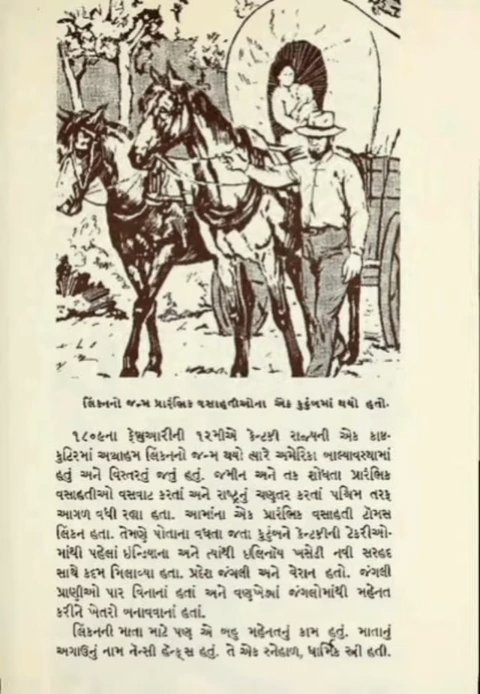 લિંકનનો જન્મ પ્રારંભિક વસાહતીઓના એક કુટુંબમાં થયો હતો.
૧૮૦૯ના ફેબ્રુઆરીની ૧૨મીએ કેન્ટકી રાજ્યની એક કાષ્ઠ-
કુટિરમાં અબ્રાહમ લિંકનનો જન્મ થયો ત્યારે અમેરિકા બાલ્યાવસ્થામાં
હતું અને વિસ્તરતું જતું હતું. જમીન અને તક શોધતા પ્રારંભિક
વસાહતીઓ વસવાટ કરતાં અને રાષ્ટ્રનું ચણતર કરતાં પશ્ચિમ તરફ
આગળ વધી રહ્યા હતા. આમાંના એક પ્રારંભિક વસાહતી ટોમસ
લિંકન હતા. તેમણે પોતાના વધતા જતા કુટુંબને કેન્ટકીની ટેકરીઓ-
માંથી પહેલાં ઇન્ડિયાના અને ત્યાંથી ઇલિનૉય ખસેડી નવી સરહદ
સાથે કદમ મિલાવ્યા હતા. પ્રદેશ જંગલી અને વેરાન હતો. જંગલી
પ્રાણીઓ પાર વિનાનાં હતાં અને વણખેડ્યાં જંગલોમાંથી મહેનત
કરીને ખેતરો બનાવવાનાં હતાં.
લિંકનની માતા માટે પણ એ બહુ મહેનતનું કામ હતું. માતાનું
અગાઉનું નામ નેન્સી હેન્ક્સ હતું. તે એક સ્નેહાળ, ધાર્મિક સ્ત્રી હતી.